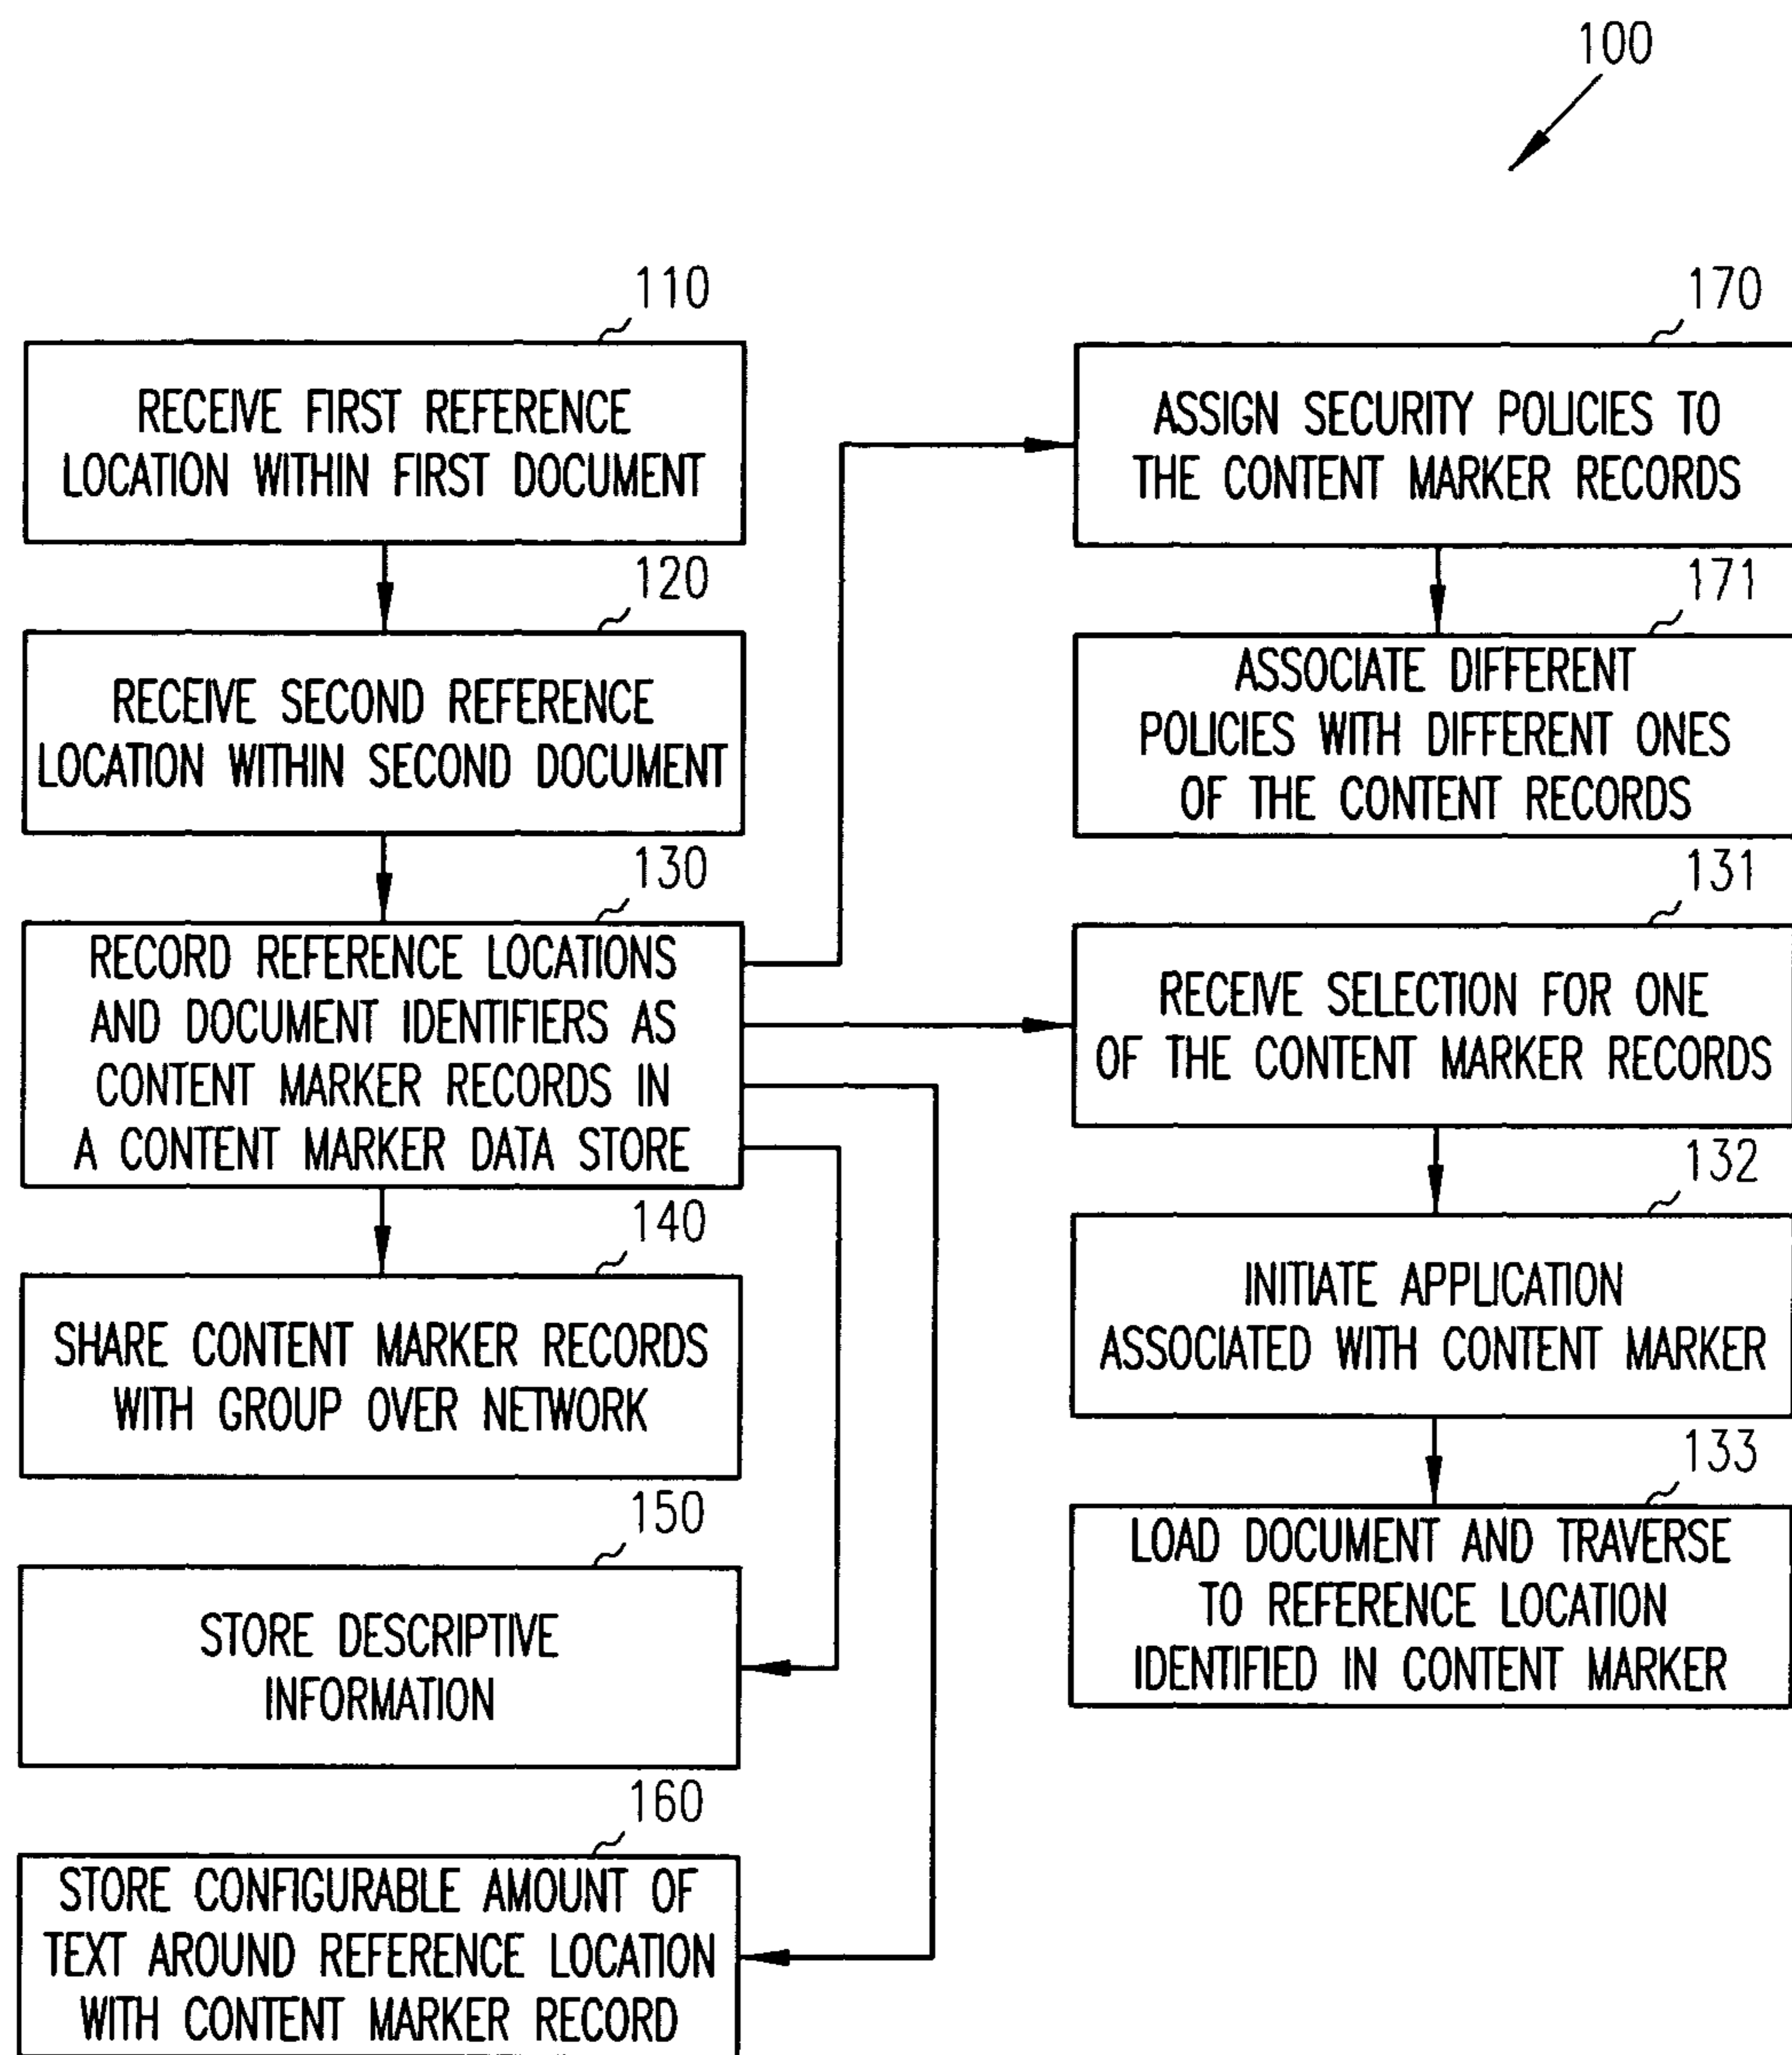 100
110
RECEIVE FIRST REFERENCE
LOCATION WITHIN FIRST DOCUMENT
120
RECEIVE SECOND REFERENCE
LOCATION WITHIN SECOND DOCUMENT
130
RECORD REFERENCE LOCATIONS
AND DOCUMENT IDENTIFIERS AS
CONTENT MARKER RECORDS IN
A CONTENT MARKER DATA STORE
140
SHARE CONTENT MARKER RECORDS
WITH GROUP OVER NETWORK
150
STORE DESCRIPTIVE
INFORMATION
160
STORE CONFIGURABLE AMOUNT OF
TEXT AROUND REFERENCE LOCATION
WITH CONTENT MARKER RECORD
170
ASSIGN SECURITY POLICIES TO
THE CONTENT MARKER RECORDS
171
ASSOCIATE DIFFERENT
POLICIES WITH DIFFERENT ONES
OF THE CONTENT RECORDS
131
RECEIVE SELECTION FOR ONE
OF THE CONTENT MARKER RECORDS
132
INITIATE APPLICATION
ASSOCIATED WITH CONTENT MARKER
133
LOAD DOCUMENT AND TRAVERSE
TO REFERENCE LOCATION
IDENTIFIED IN CONTENT MARKER